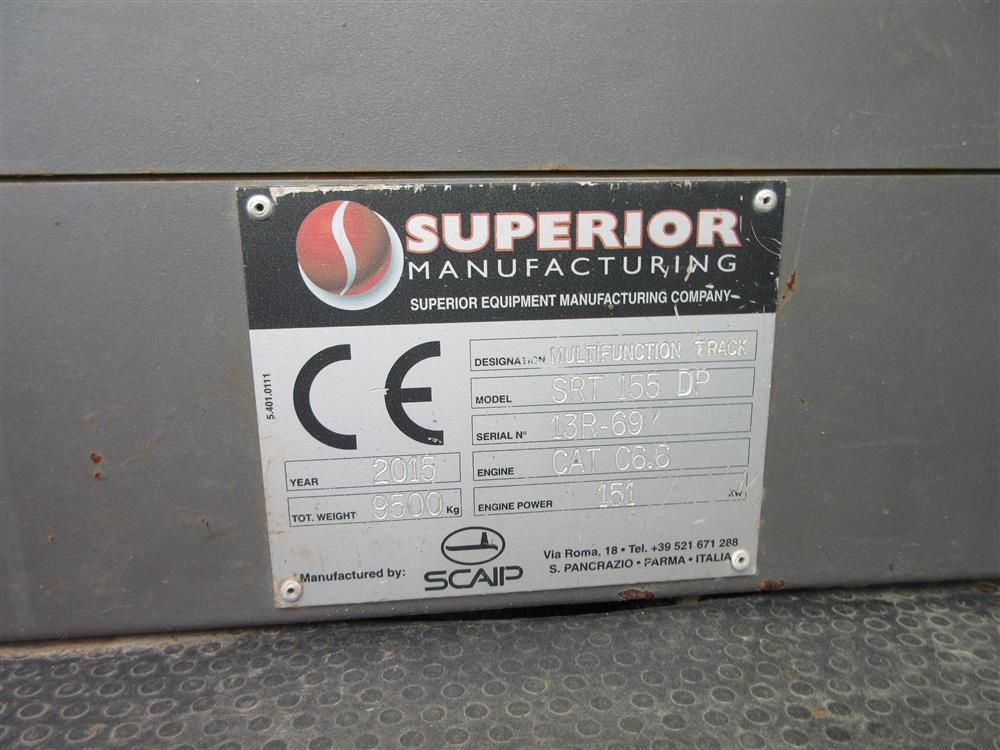 SUPERIOR
MANUFACTURING
SUPERIOR EQUIPMENT MANUFACTURING COMPANY
CE
5.401.0111
DESIGNATION MULTIFUNCTION TRACK
MODEL SRT 155 DP
SERIAL N° 13R-69
YEAR 2015
ENGINE CAT C6.6
TOT. WEIGHT 9500 Kg
ENGINE POWER 151 KW
Manufactured by: SCAIP
Via Roma, 18 • Tel. +39 521 671 288
S. PANCRAZIO • PARMA • ITALIA